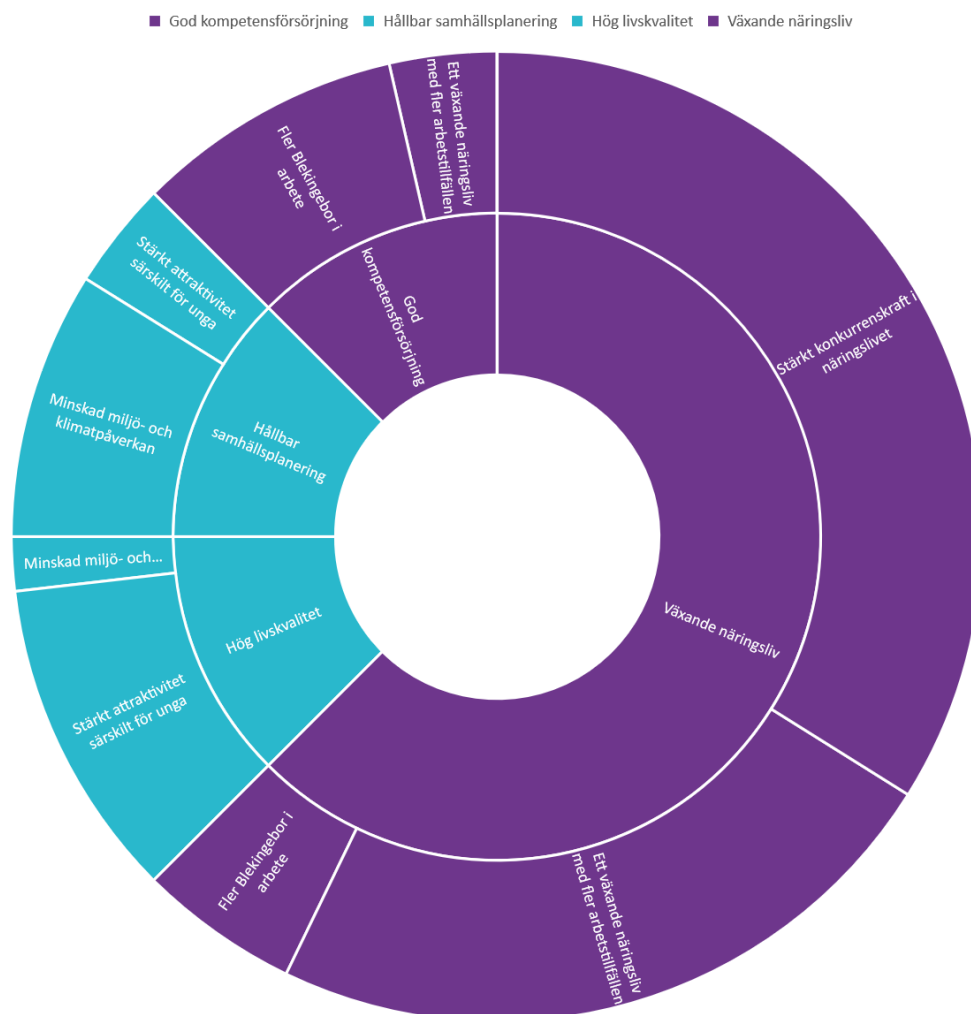 God kompetensförsörjning Hållbar samhällsplanering Hög livskvalitet Växande näringsliv
Ett växande näringsliv
med fler arbetstillfällen
Fler Blekingebor i
arbete
Stärkt attraktivitet
särskilt för unga
God
kompetensförsörjning
Stärkt konkurrenskraft i
näringslivet
Minskad miljö- och
klimatpåverkan
Hållbar
samhällsplanering
Minskad miljö- och...
Hög livskvalitet
Växande näringsliv
Stärkt attraktivitet
särskilt för unga
Fler Blekingebor i
arbete
Ett växande näringsliv
med fler arbetstillfällen